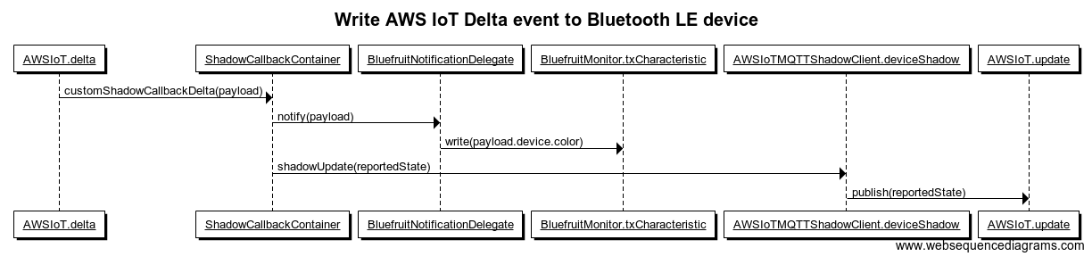 Write AWS IoT Delta event to Bluetooth LE device
AWSIoT.delta ShadowCallbackContainer BluefruitNotificationDelegate BluefruitMonitor.txCharacteristic AWSIoTMQTTShadowClient.deviceShadow AWSIoT.update
customShadowCallbackDelta(payload)
notify(payload)
write(payload.device.color)
shadowUpdate(reportedState)
publish(reportedState)
AWSIoT.delta ShadowCallbackContainer BluefruitNotificationDelegate BluefruitMonitor.txCharacteristic AWSIoTMQTTShadowClient.deviceShadow AWSIoT.update
www.websequencediagrams.com